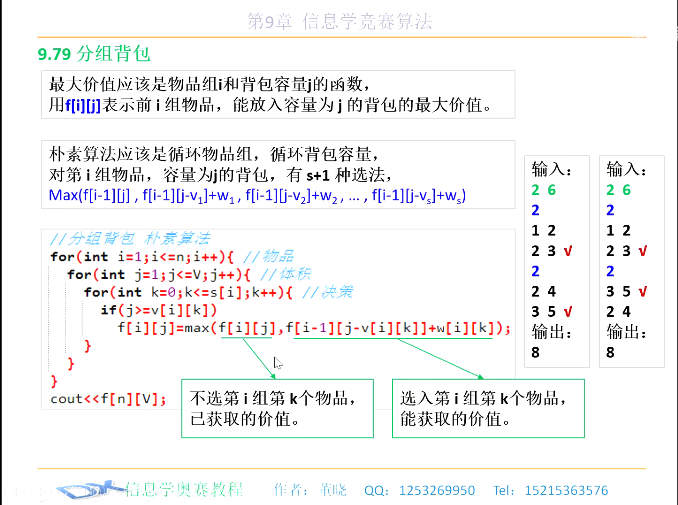 第9章 信息学竞赛算法
9.79 分组背包
最大价值应该是物品组i和背包容量j的函数，
用f[i][j]表示前 i 组物品，能放入容量为 j 的背包的最大价值。
朴素算法应该是循环物品组，循环背包容量，
对第 i 组物品，容量为j的背包，有 s+1 种选法，
Max(f[i-1][j] , f[i-1][j-v₁]+w₁ , f[i-1][j-v₂]+w₂ , … , f[i-1][j-vₛ]+wₛ)
//分组背包 朴素算法
for(int i=1;i<=n;i++){ //物品
for(int j=1;j<=V;j++){ //体积
for(int k=0;k<=s[i];k++){ //决策
if(j>=v[i][k])
f[i][j]=max(f[i][j],f[i-1][j-v[i][k]]+w[i][k]);
}
}
}
cout<<f[n][V];
不选第 i 组第 k个物品，
已获取的价值。
选入第 i 组第 k个物品，
能获取的价值。
输入：
2 6
2
1 2
2 3 √
2
2 4
3 5 √
输出：
8
输入：
2 6
2
1 2
2 3 √
2
3 5 √
2 4
输出：
8
信息学奥赛教程 作者：董晓 QQ：1253269950 Tel：15215363576